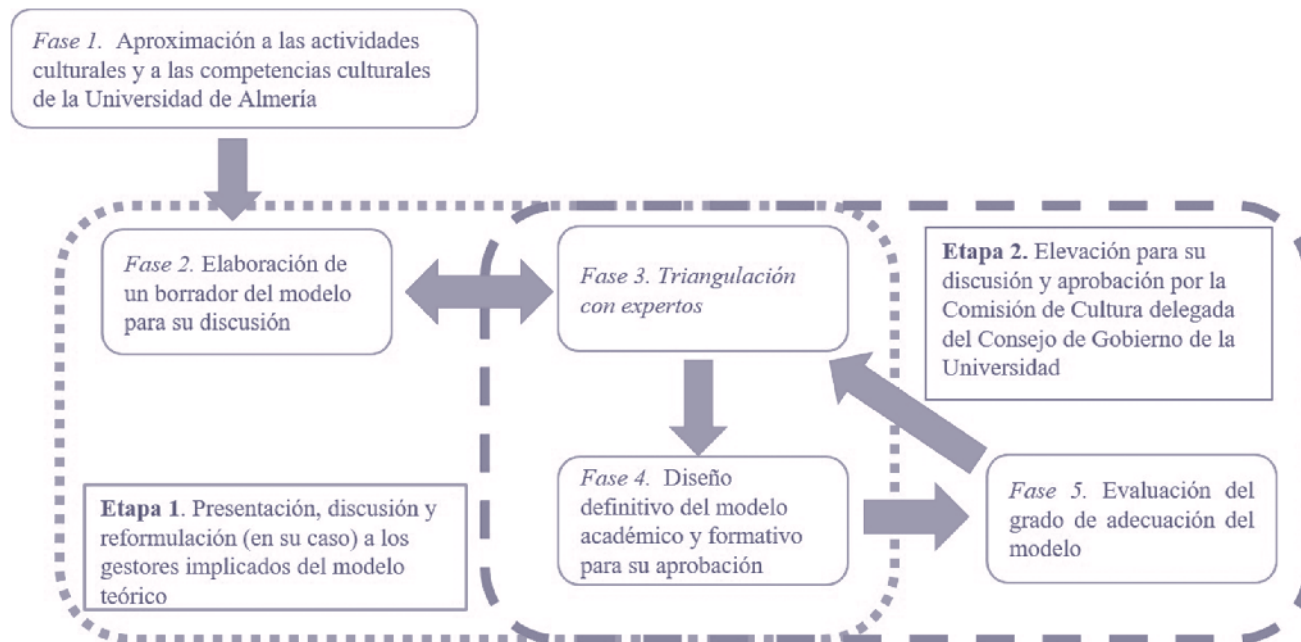 Fase 1. Aproximación a las actividades
culturales y a las competencias culturales
de la Universidad de Almería
Fase 2. Elaboración de
un borrador del modelo
para su discusión
Fase 3. Triangulación
con expertos
Etapa 2. Elevación para su
discusión y aprobación por la
Comisión de Cultura delegada
del Consejo de Gobierno de la
Universidad
Etapa 1. Presentación, discusión y
reformulación (en su caso) a los
gestores implicados del modelo
teórico
Fase 4. Diseño
definitivo del modelo
académico y formativo
para su aprobación
Fase 5. Evaluación del
grado de adecuación del
modelo